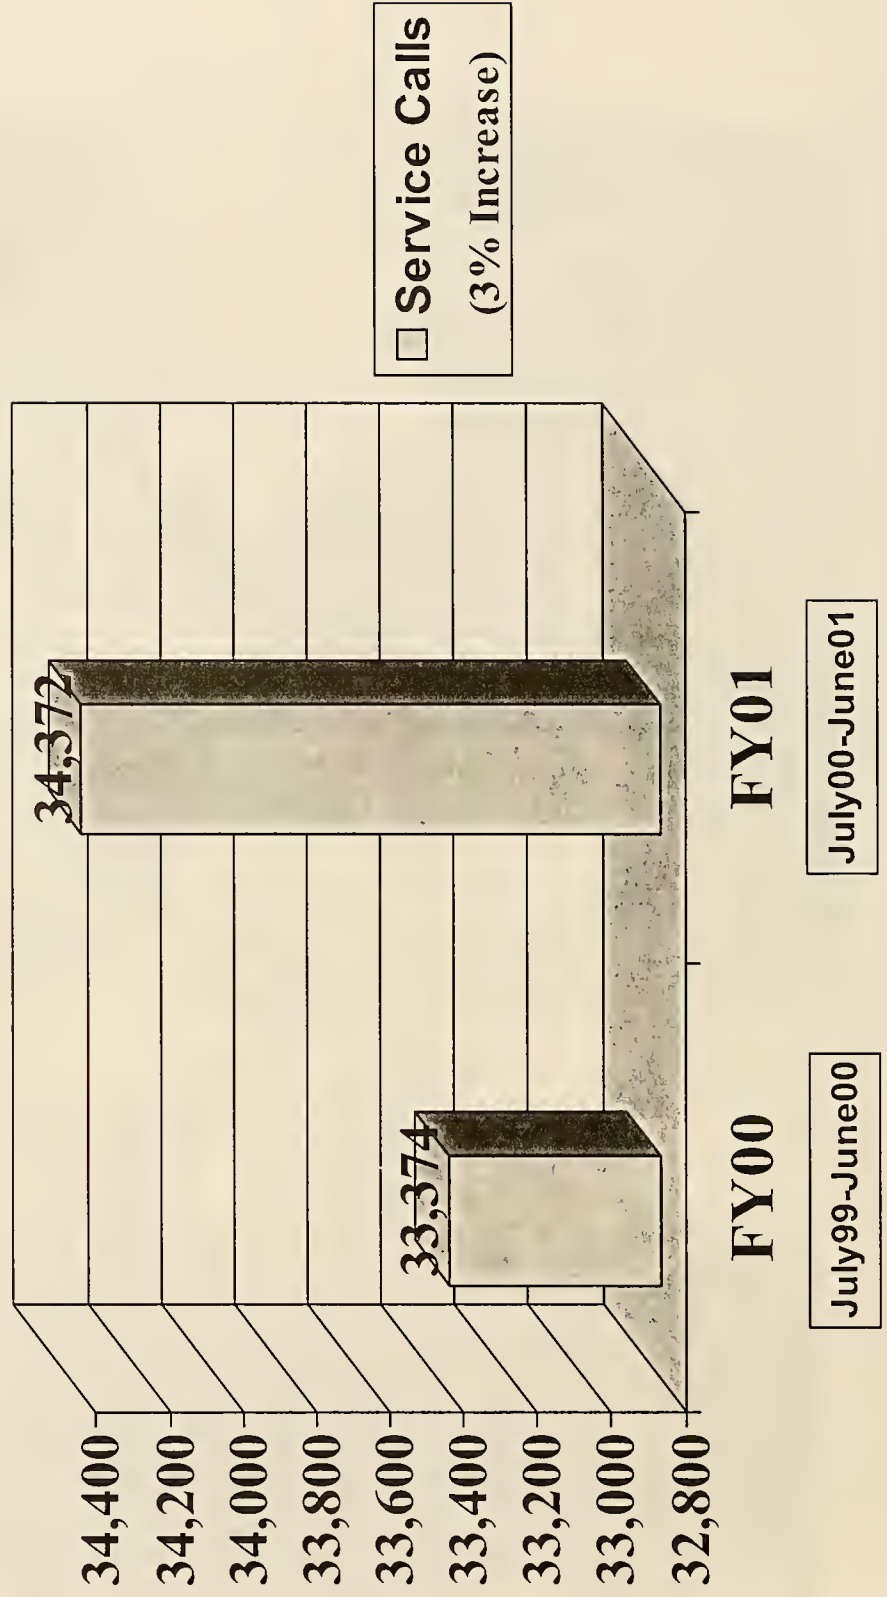 34,400
34,200
34,000
33,800
33,600
33,400
33,200
33,000
32,800
33,374
34,372
FY00
FY01
July99-June00
July00-June01
Service Calls
(3% Increase)